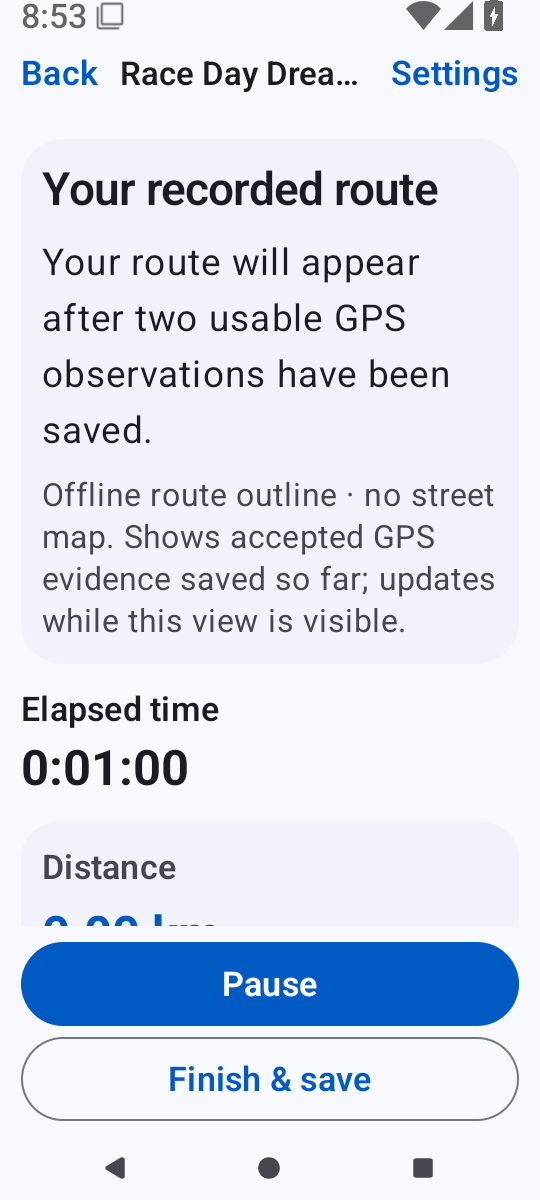 8:53
Back Race Day Drea... Settings
Your recorded route
Your route will appear
after two usable GPS
observations have been
saved.
Offline route outline · no street
map. Shows accepted GPS
evidence saved so far; updates
while this view is visible.
Elapsed time
0:01:00
Distance
Pause
Finish & save